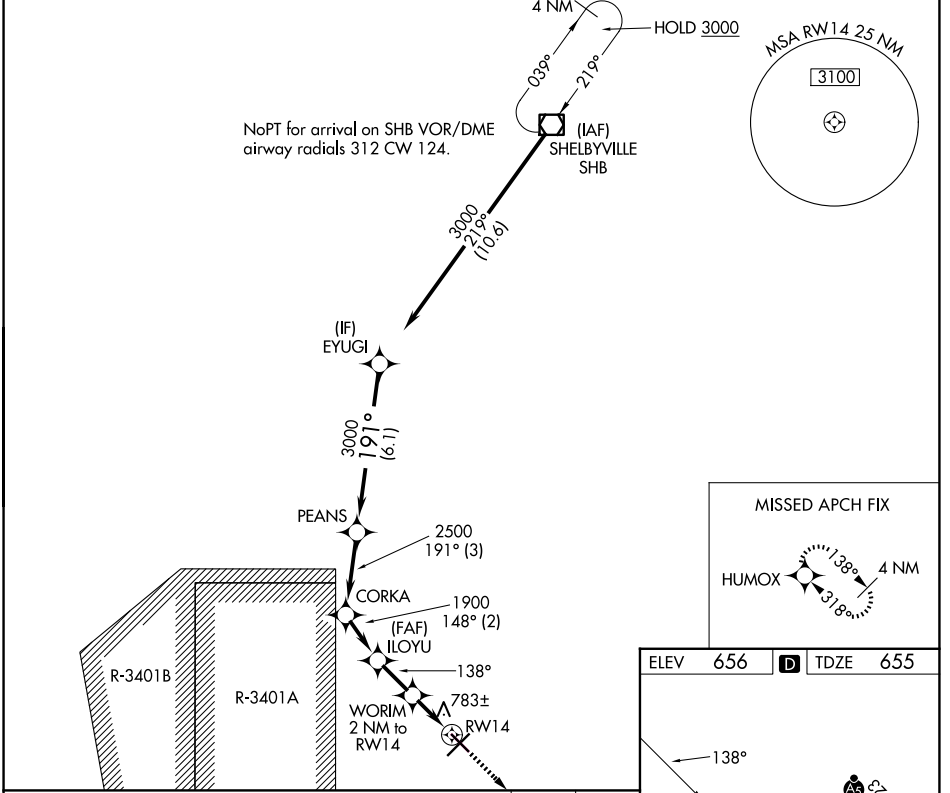 4 NM
HOLD 3000
039°
219°
MSA RW14 25 NM
3100
NoPT for arrival on SHB VOR/DME
airway radials 312 CW 124.
(IAF)
SHELBYVILLE
SHB
3000
219°
(10.6)
(IF)
EYUGI
3000
191°
(6.1)
PEANS
2500
191° (3)
CORKA
1900
148° (2)
(FAF)
ILOYU
138°
R-3401B
R-3401A
WORIM
2 NM to
RW14
783±
RW14
MISSED APCH FIX
HUMOX
138°
318°
4 NM
ELEV 656 D TDZE 655
138°
A5